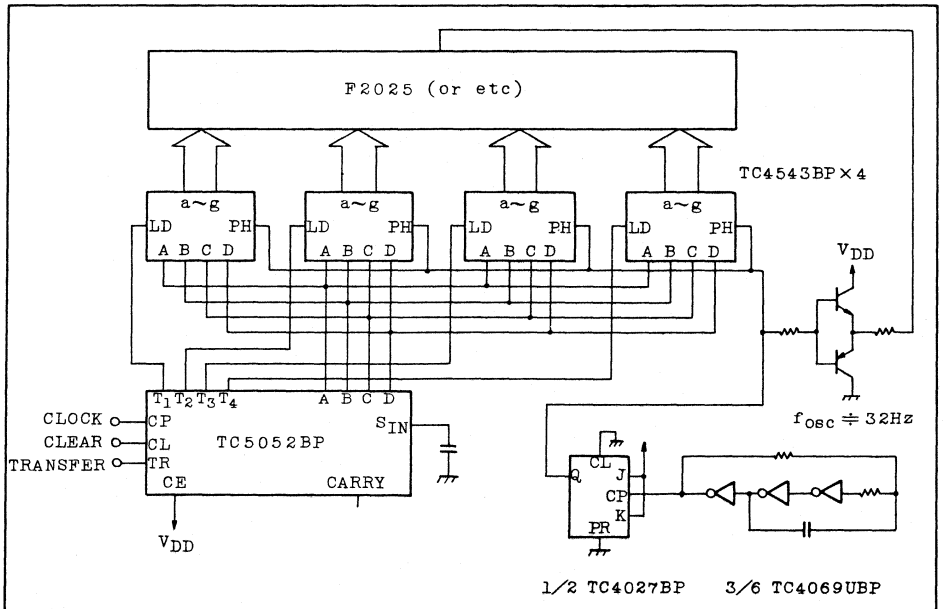 F2025 (or etc)
TC4543BP×4
a~g
a~g
a~g
a~g
LD PH
LD PH
LD PH
LD PH
A B C D
A B C D
A B C D
A B C D
VDD
T1 T2 T3 T4 A B C D
CLOCK CP
CLEAR CL
TRANSFER TR
TC5052BP
SIN
CE CARRY
VDD
fosc ≒ 32Hz
CL
Q J
CP
K
PR
1/2 TC4027BP 3/6 TC4069UBP